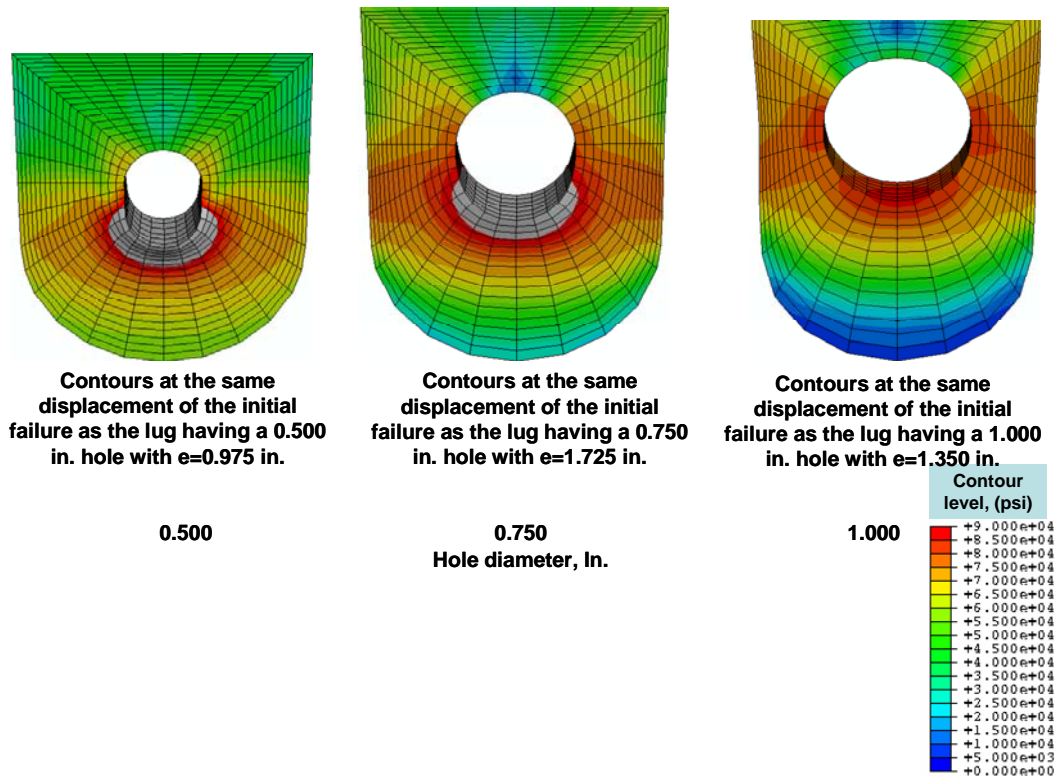 Contours at the same
displacement of the initial
failure as the lug having a 0.500
in. hole with e=0.975 in.
Contours at the same
displacement of the initial
failure as the lug having a 0.750
in. hole with e=1.725 in.
Contours at the same
displacement of the initial
failure as the lug having a 1.000
in. hole with e=1.350 in.
0.500
0.750
1.000
Hole diameter, In.
Contour
level, (psi)
+9.000e+04
+8.500e+04
+8.000e+04
+7.500e+04
+7.000e+04
+6.500e+04
+6.000e+04
+5.500e+04
+5.000e+04
+4.500e+04
+4.000e+04
+3.500e+04
+3.000e+04
+2.500e+04
+2.000e+04
+1.500e+04
+1.000e+04
+5.000e+03
+0.000e+00